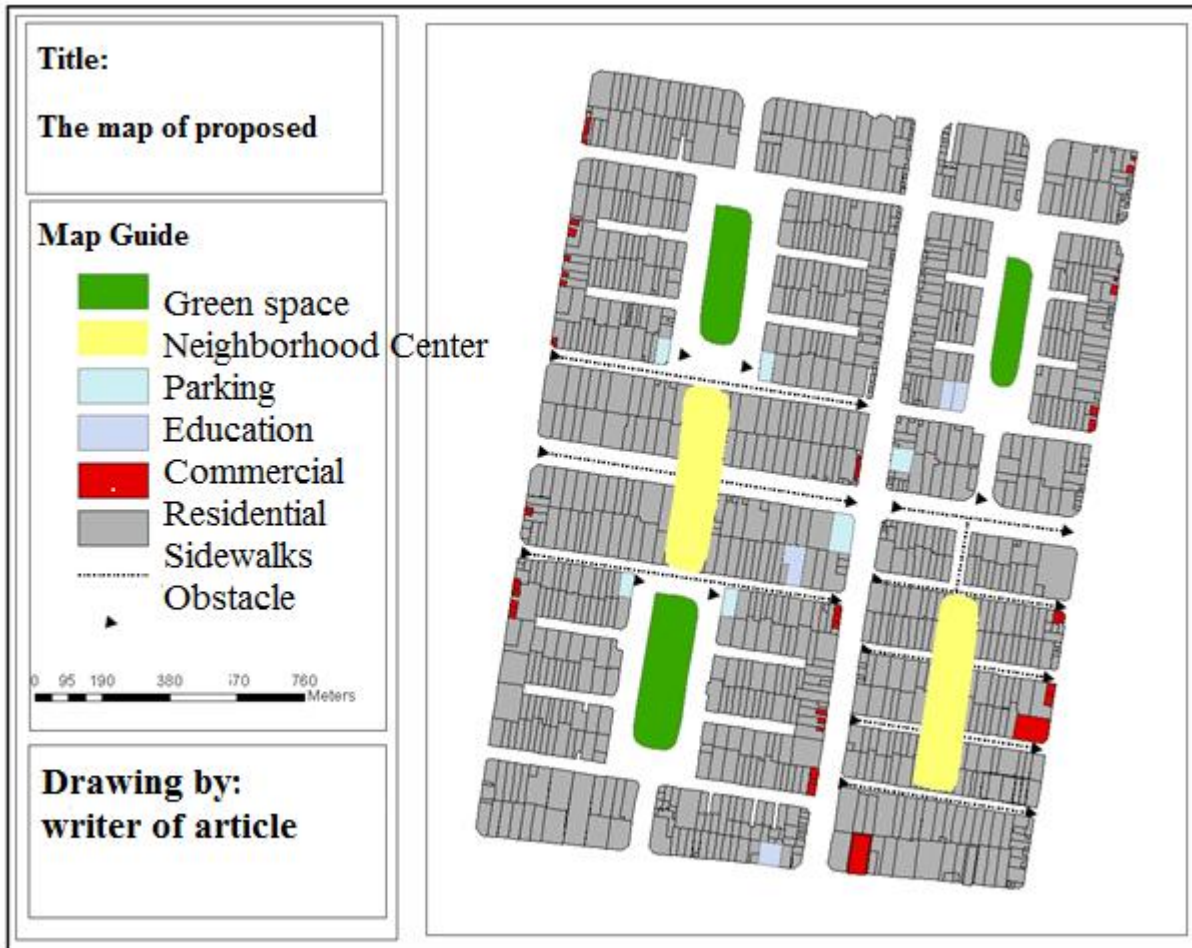 Title:
The map of proposed
Map Guide
Green space
Neighborhood Center
Parking
Education
Commercial
Residential
Sidewalks
Obstacle
0 95 190 380 i70 760
Meters
Drawing by:
writer of article